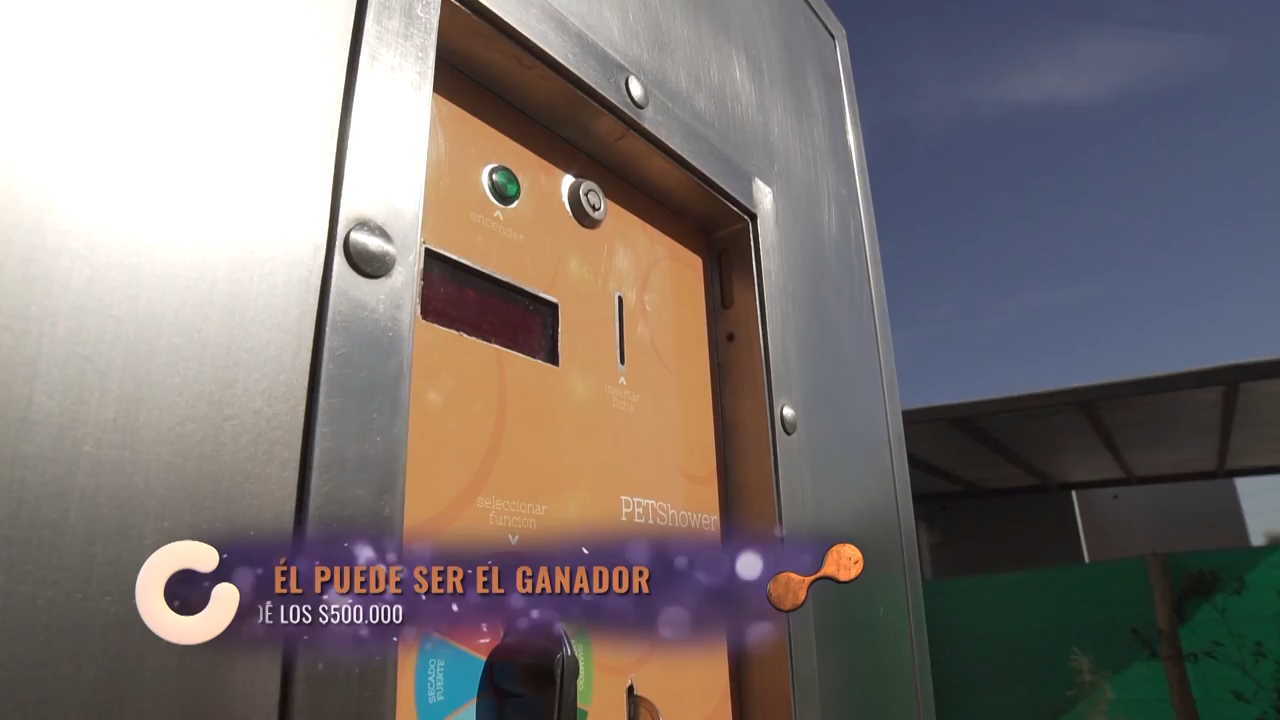 encender
insertar
ficha
seleccionar
función
PETShower
ÉL PUEDE SER EL GANADOR
DE LOS $500.000
SECADO
FUERTE